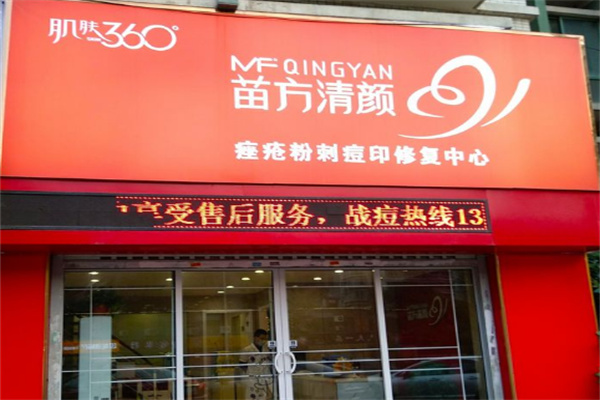 肌肤360°
MF QINGYAN
苗方清颜
痤疮粉刺痘印修复中心
享受售后服务，战痘热线13